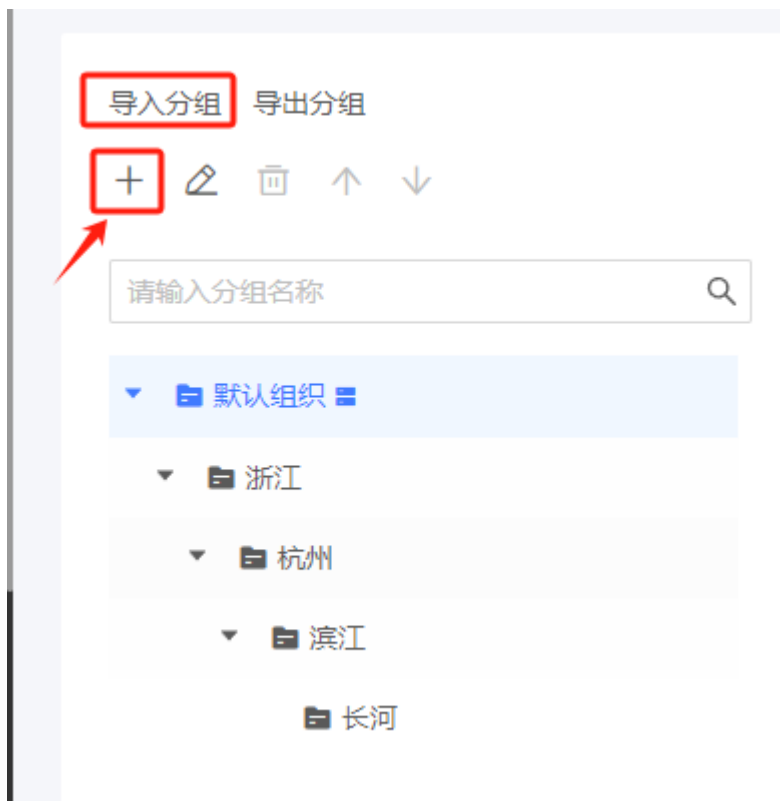 导入分组 导出分组
请输入分组名称
默认组织
浙江
杭州
滨江
长河